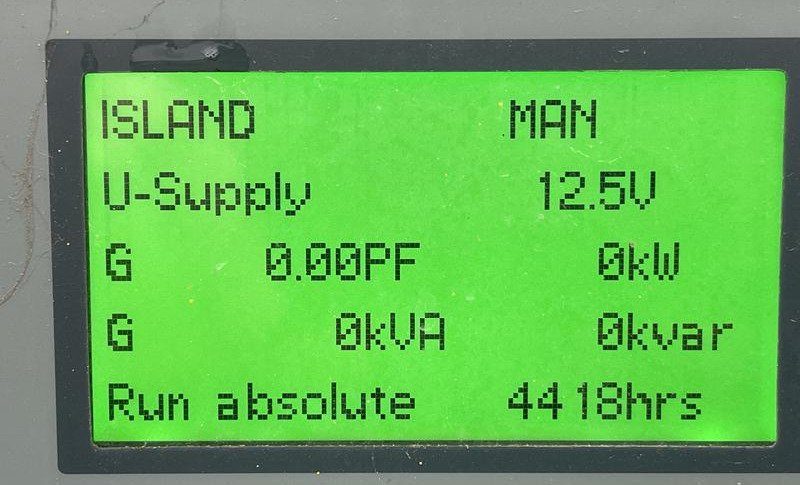 ISLAND MAN
U-Supply 12.5V
G 0.00PF 0kW
G 0kVA 0kvar
Run absolute 4418hrs